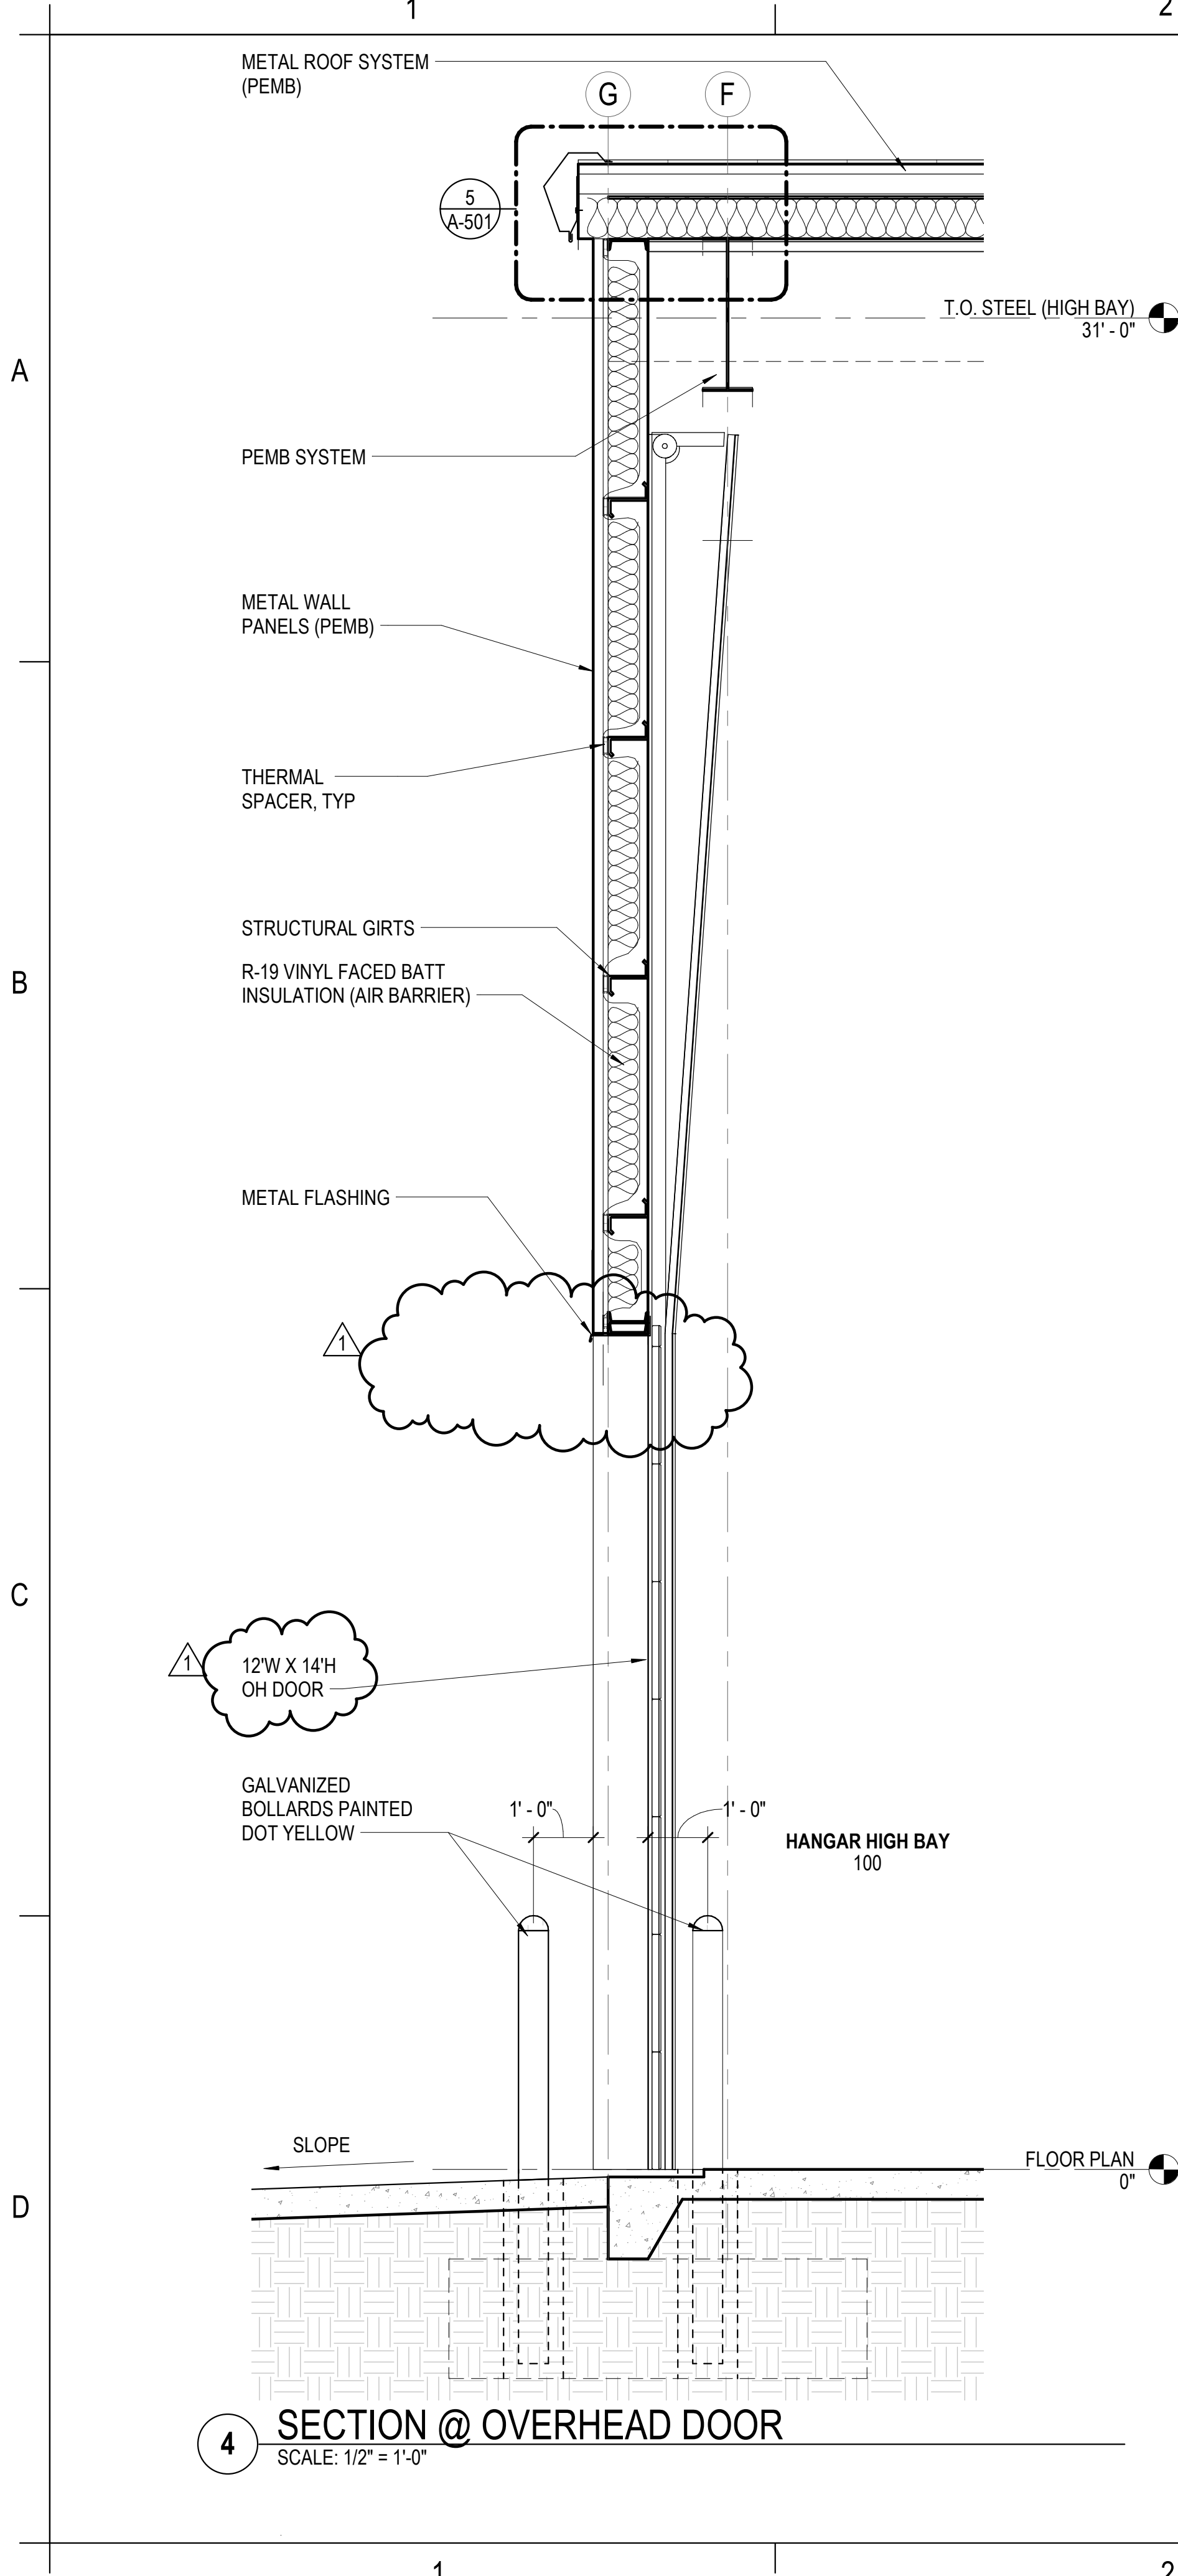 1
2
METAL ROOF SYSTEM
(PEMB)
G
F
5
A-501
T.O. STEEL (HIGH BAY)
31' - 0"
A
PEMB SYSTEM
METAL WALL
PANELS (PEMB)
THERMAL
SPACER, TYP
STRUCTURAL GIRTS
B
R-19 VINYL FACED BATT
INSULATION (AIR BARRIER)
METAL FLASHING
1
C
1
12'W X 14'H
OH DOOR
GALVANIZED
BOLLARDS PAINTED
DOT YELLOW
1' - 0"
1' - 0"
HANGAR HIGH BAY
100
SLOPE
FLOOR PLAN
0"
D
4
SECTION @ OVERHEAD DOOR
SCALE: 1/2" = 1'-0"
1
2